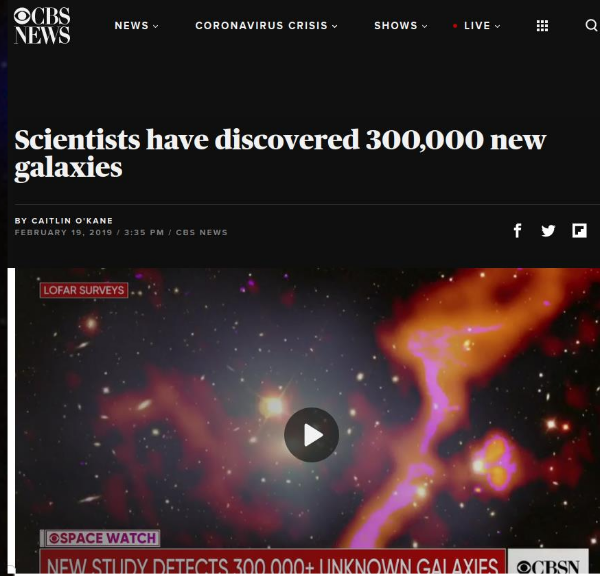 CBS NEWS
NEWS
CORONAVIRUS CRISIS
SHOWS
LIVE
Scientists have discovered 300,000 new
galaxies
BY CAITLIN O'KANE
FEBRUARY 19, 2019 / 3:35 PM / CBS NEWS
LOFAR SURVEYS
SPACE WATCH
NEW STUDY DETECTS 300,000+ UNKNOWN GALAXIES
CBSN